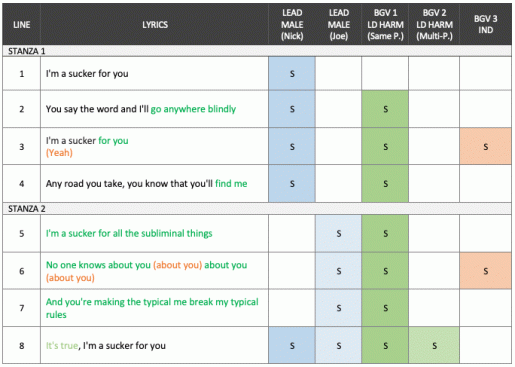 LINE LYRICS LEAD MALE (Nick) LEAD MALE (Joe) BGV 1 LD HARM (Same P.) BGV 2 LD HARM (Multi-P.) BGV 3 IND
STANZA 1
1 I'm a sucker for you S
2 You say the word and I'll go anywhere blindly S S
3 I'm a sucker for you S S S
(Yeah)
4 Any road you take, you know that you'll find me S S
STANZA 2
5 I'm a sucker for all the subliminal things S S
6 No one knows about you (about you) about you S S S
(about you)
7 And you're making the typical me break my typical S S
rules
8 It's true, I'm a sucker for you S S S S